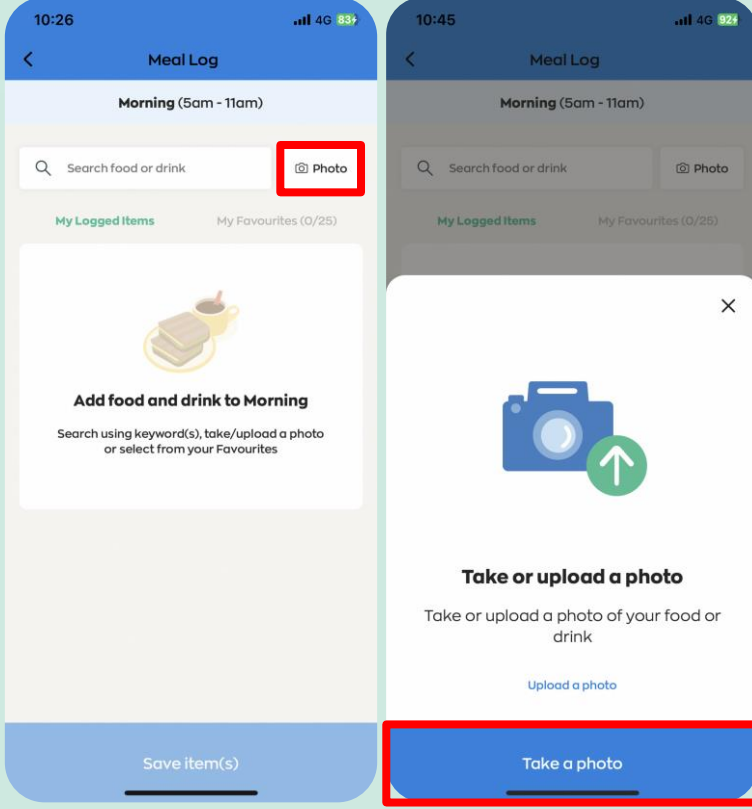 10:26
4G 83
Meal Log
Morning (5am - 11am)
Search food or drink
Photo
My Logged Items
My Favourites (0/25)
Add food and drink to Morning
Search using keyword(s), take/upload a photo
or select from your Favourites
Save item(s)
10:45
4G 92
Meal Log
Morning (5am - 11am)
Search food or drink
Photo
My Logged Items
My Favourites (0/25)
Take or upload a photo
Take or upload a photo of your food or
drink
Upload a photo
Take a photo